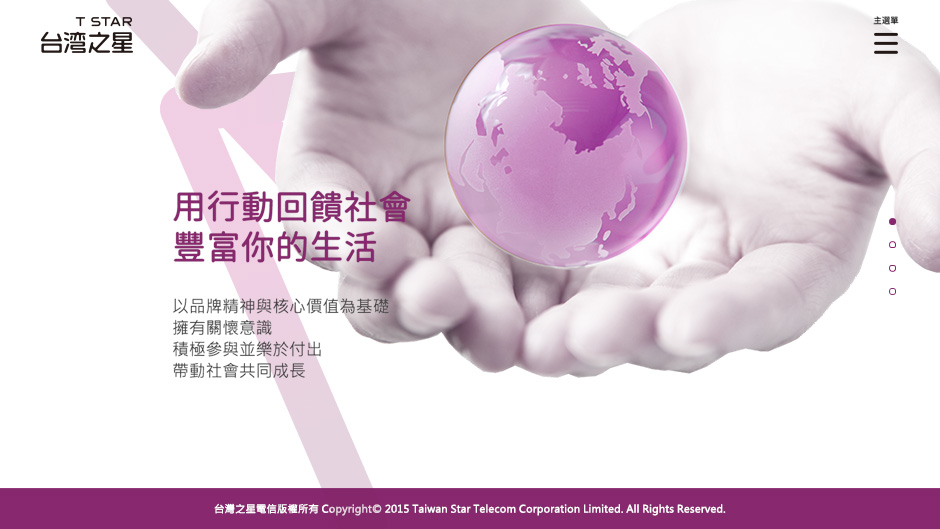 T STAR
台湾之星
主選單
用行動回饋社會
豐富你的生活
以品牌精神與核心價值為基礎
擁有關懷意識
積極參與並樂於付出
帶動社會共同成長
台灣之星電信版權所有 Copyright© 2015 Taiwan Star Telecom Corporation Limited. All Rights Reserved.